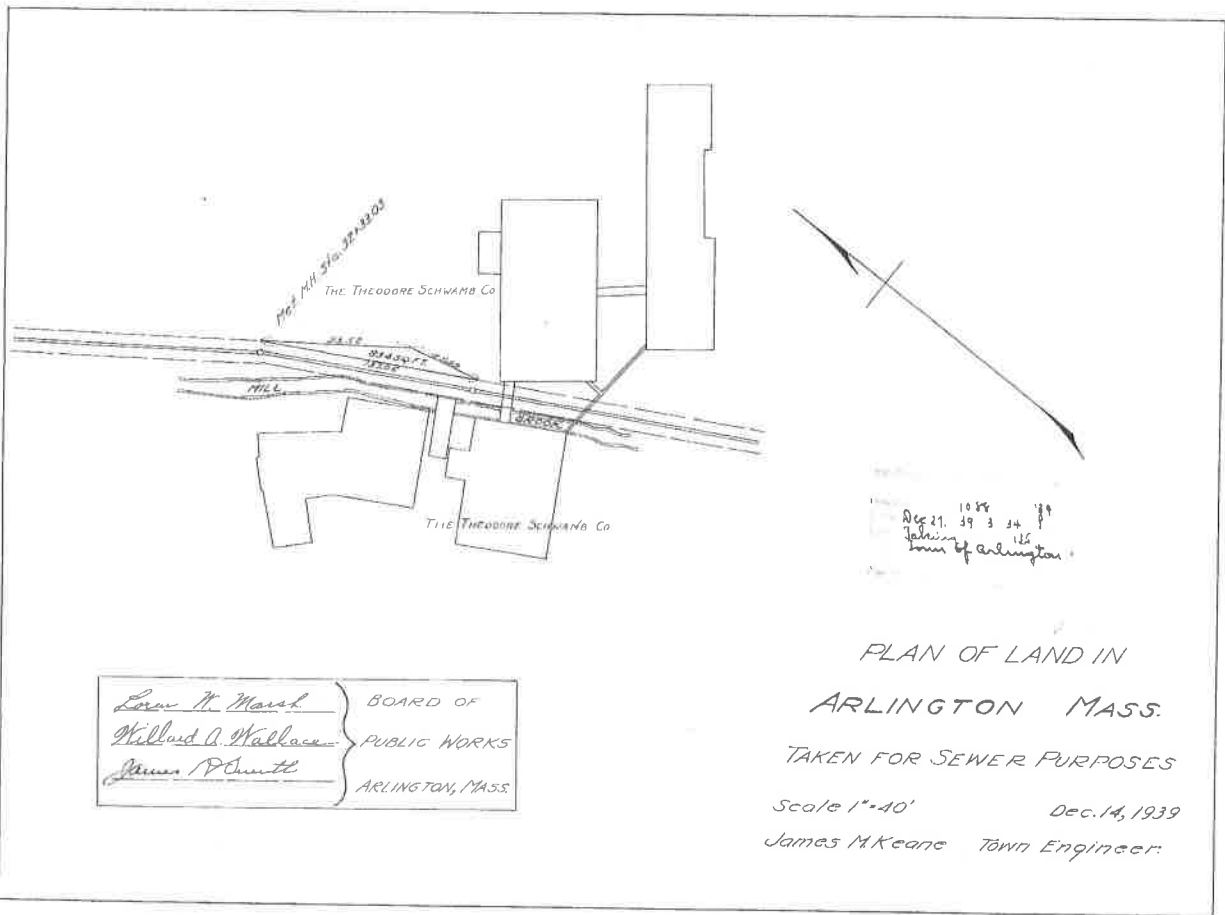 Met. M.H. Sta. 32+33.03
THE THEODORE SCHWAMB CO
MILL
BROOK
THE THEODORE SCHWAMB CO
Dec 27. 39 3 34 P
Taking
Town of Arlington
PLAN OF LAND IN
ARLINGTON MASS.
TAKEN FOR SEWER PURPOSES
Scale 1"=40' Dec. 14, 1939
James M. Keane Town Engineer.
Loren W. Marsh
Willard A. Wallace
James
BOARD OF
PUBLIC WORKS
ARLINGTON, MASS.